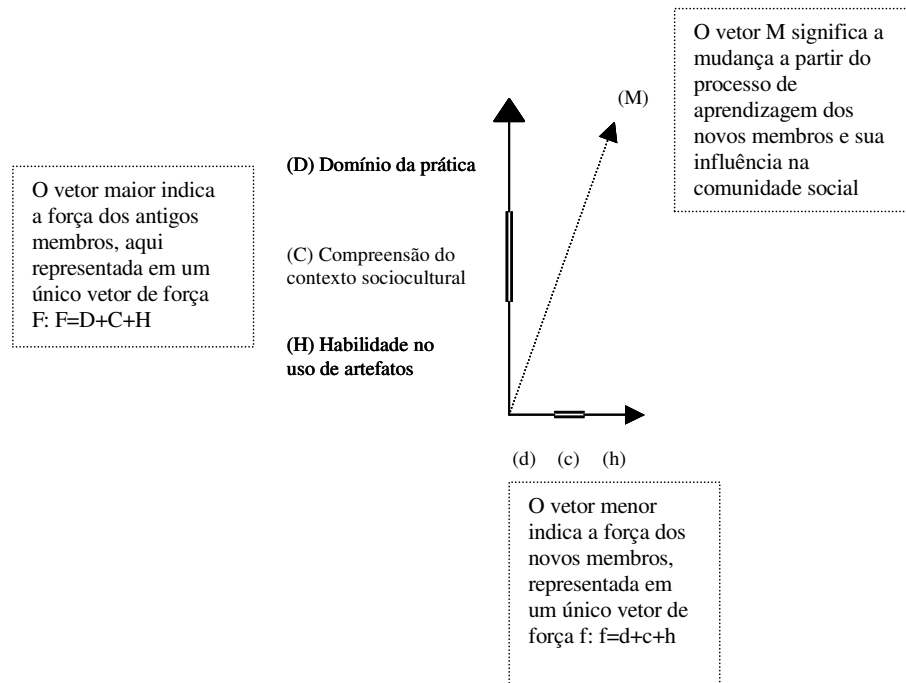 O vetor M significa a
mudança a partir do
processo de
aprendizagem dos
novos membros e sua
influência na
comunidade social
(M)
(D) Domínio da prática
O vetor maior indica
a força dos antigos
membros, aqui
representada em um
único vetor de força
F: F=D+C+H
(C) Compreensão do
contexto sociocultural
(H) Habilidade no
uso de artefatos
(d) (c) (h)
O vetor menor
indica a força dos
novos membros,
representada em
um único vetor de
força f: f=d+c+h